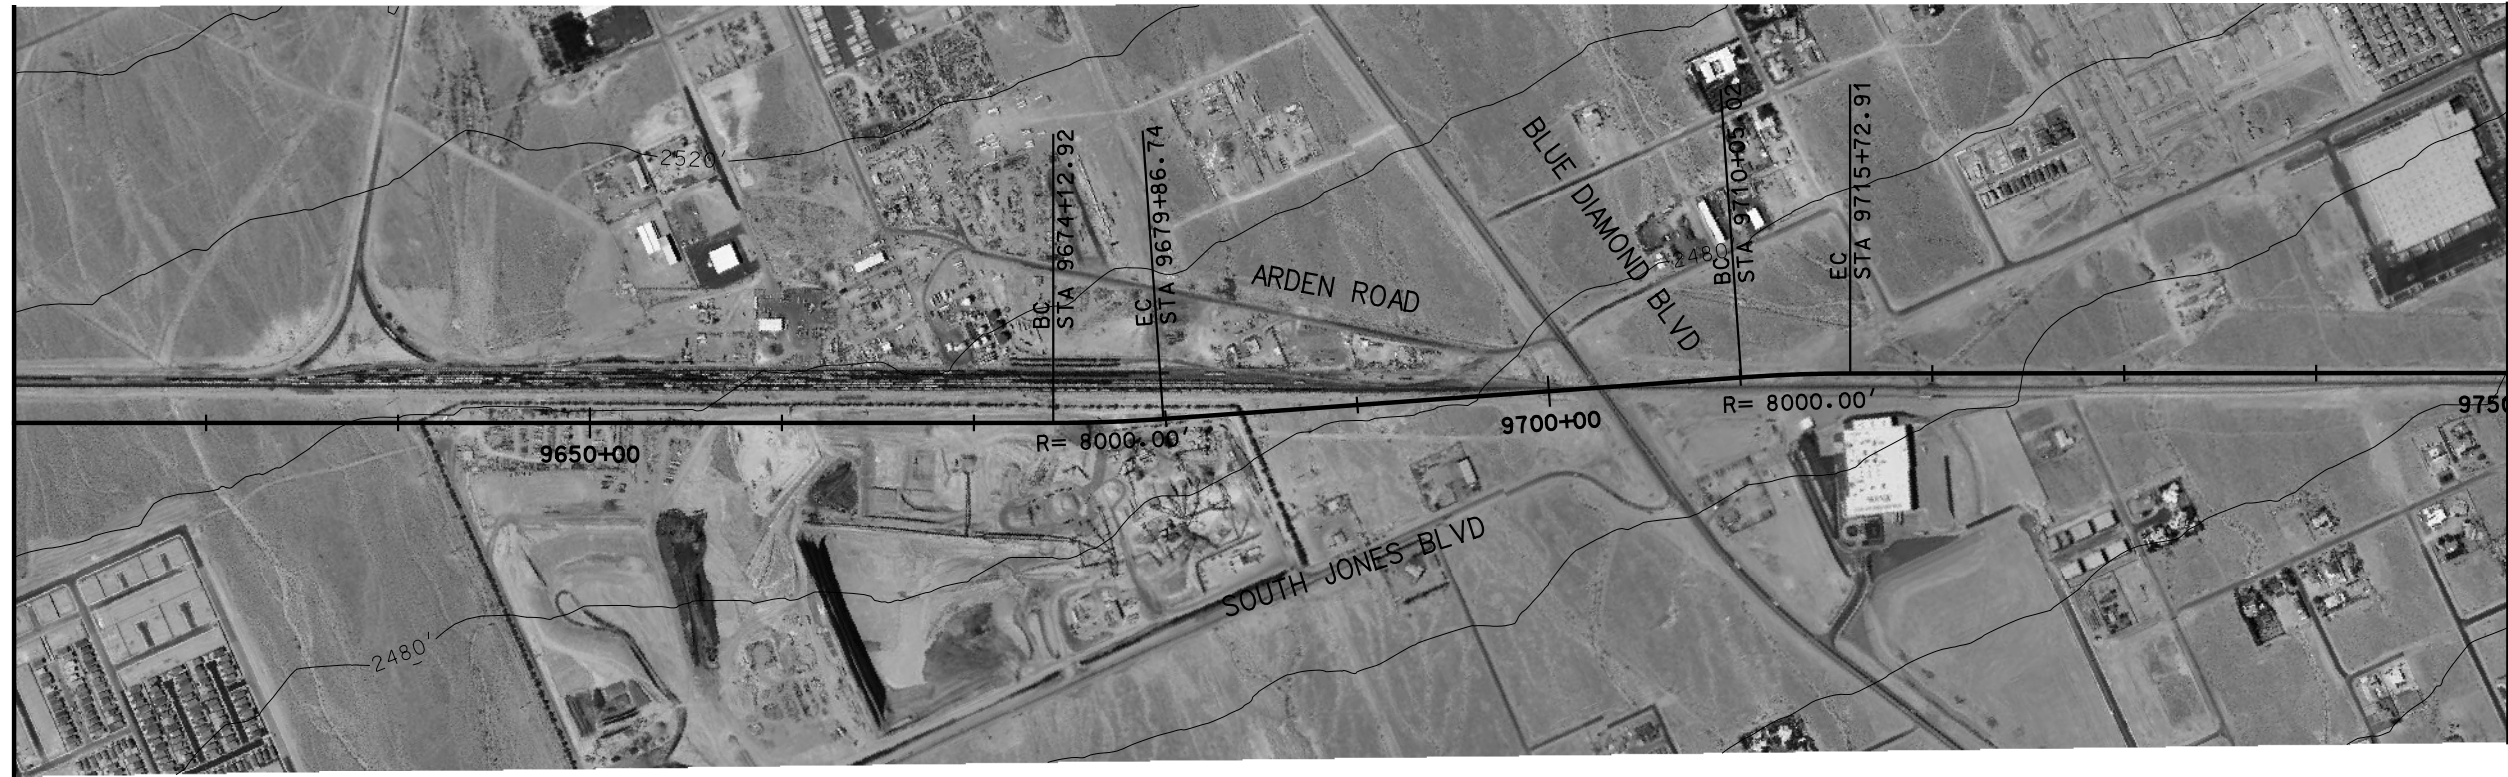 2520'
BC
STA 9674+12.92
EC
STA 9679+86.74
ARDEN ROAD
BLUE DIAMOND BLVD
2480
BC
STA 9710+05.02
EC
STA 9715+72.91
R= 8000.00'
9650+00
R= 8000.00'
9700+00
9750
SOUTH JONES BLVD
2480'